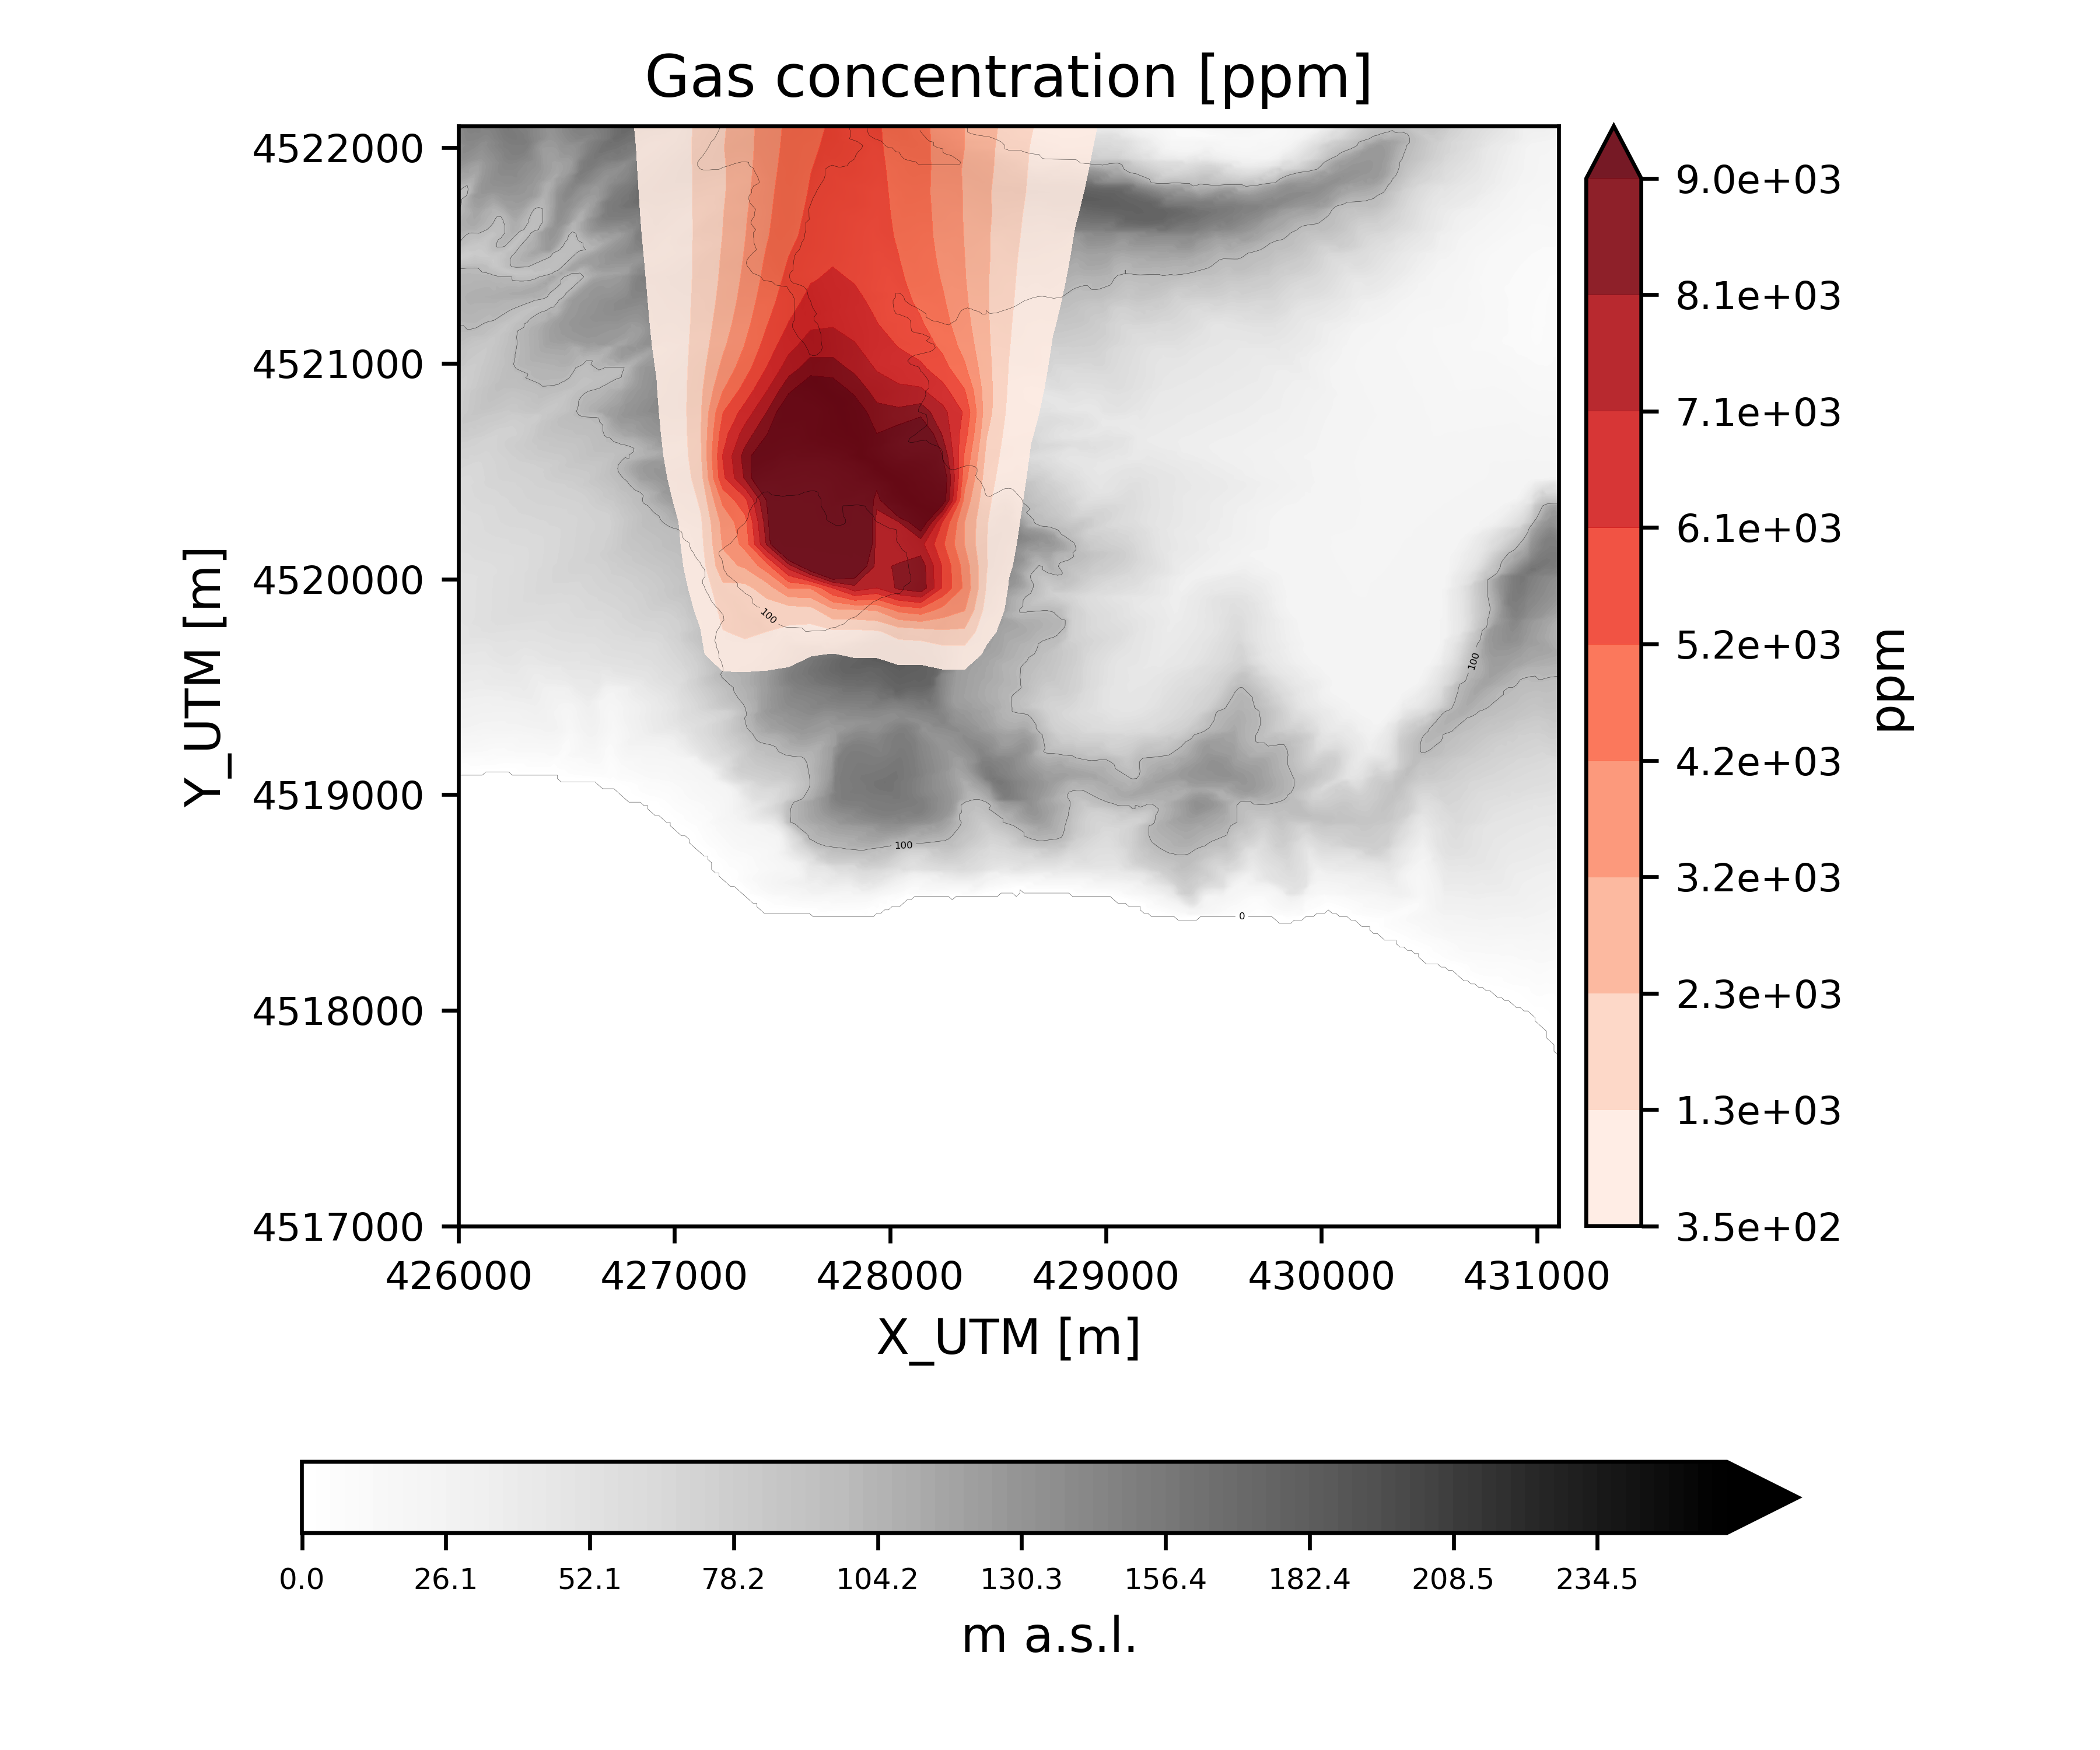 Gas concentration [ppm]
4522000
4521000
4520000
4519000
4518000
4517000
Y_UTM [m]
426000 427000 428000 429000 430000 431000
X_UTM [m]
100
100
100
0
9.0e+03
8.1e+03
7.1e+03
6.1e+03
5.2e+03
4.2e+03
3.2e+03
2.3e+03
1.3e+03
3.5e+02
ppm
0.0 26.1 52.1 78.2 104.2 130.3 156.4 182.4 208.5 234.5
m a.s.l.